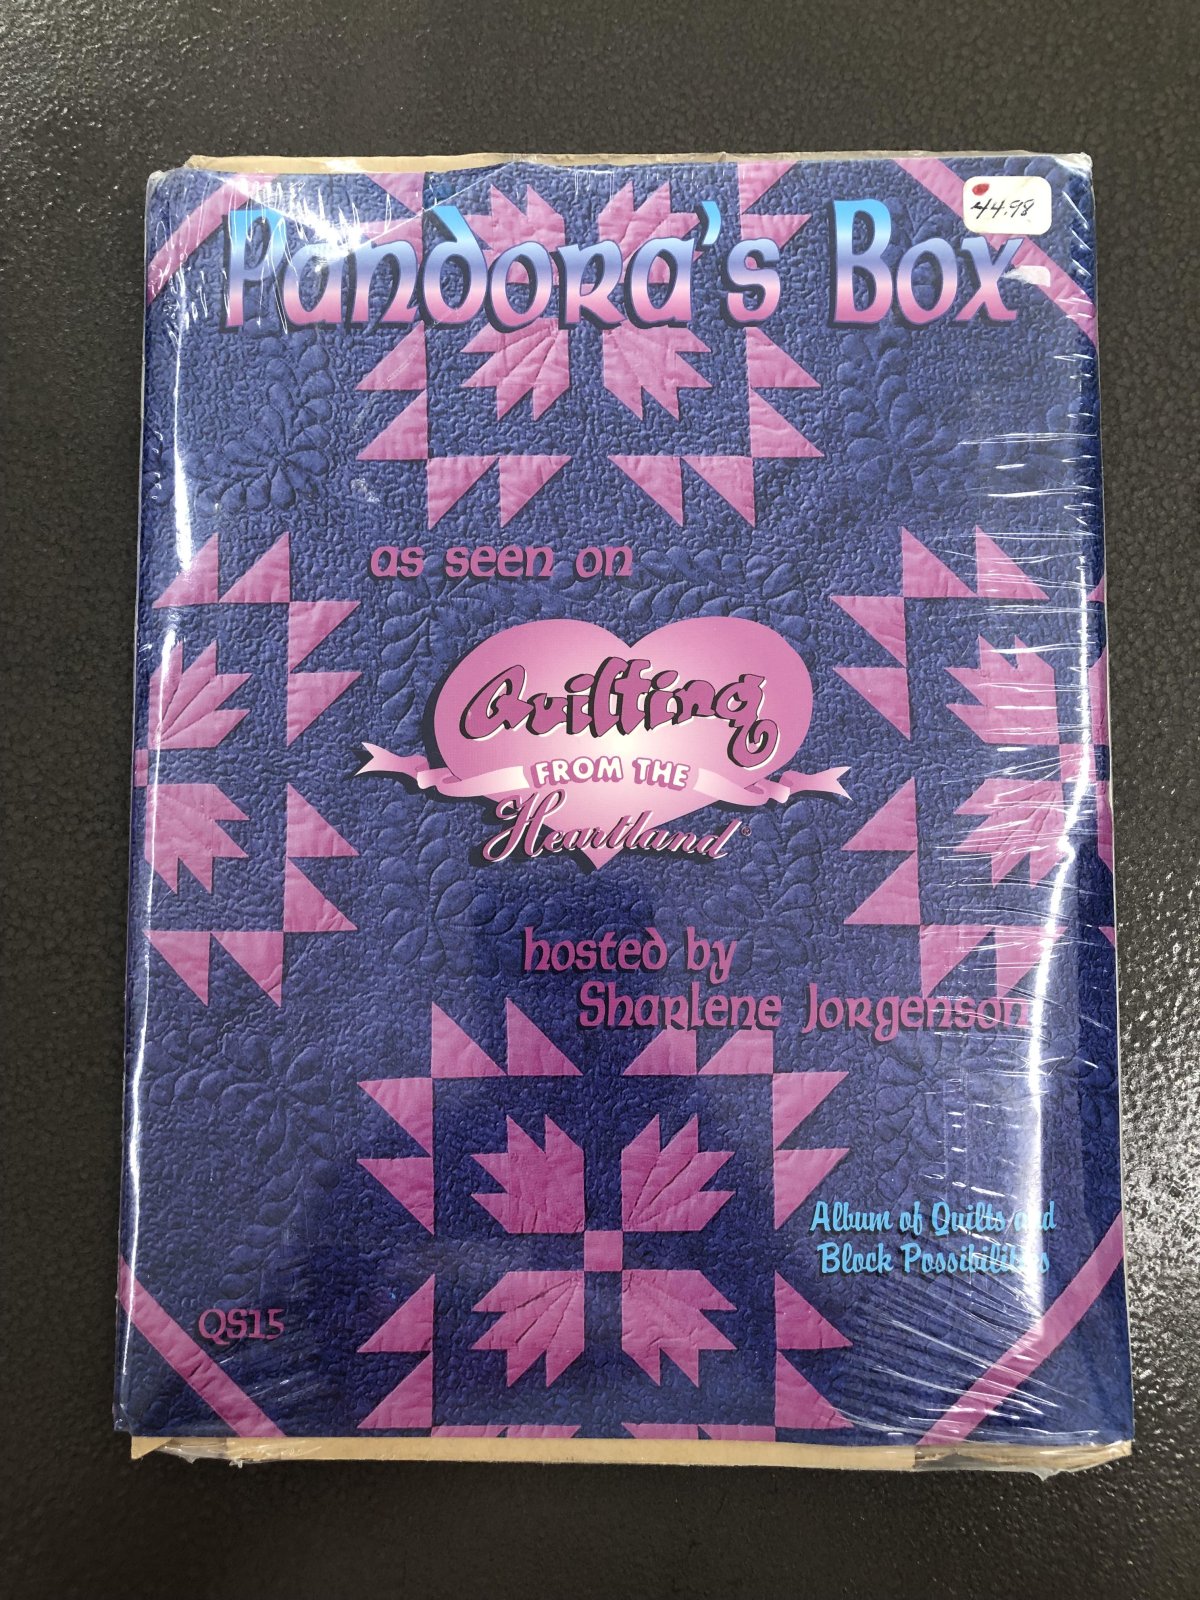 44.98
Pandora's Box
as seen on
Quilting
FROM THE
Heartland®
hosted by
Sharlene Jorgenson
Album of Quilts and
Block Possibilities
QS15